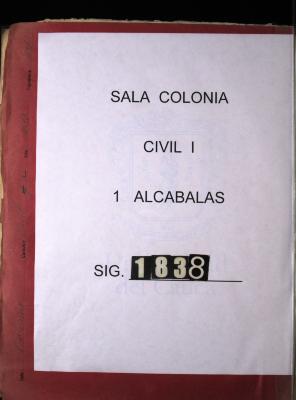 SALA COLONIA
CIVIL I
1 ALCABALAS
SIG. 1838